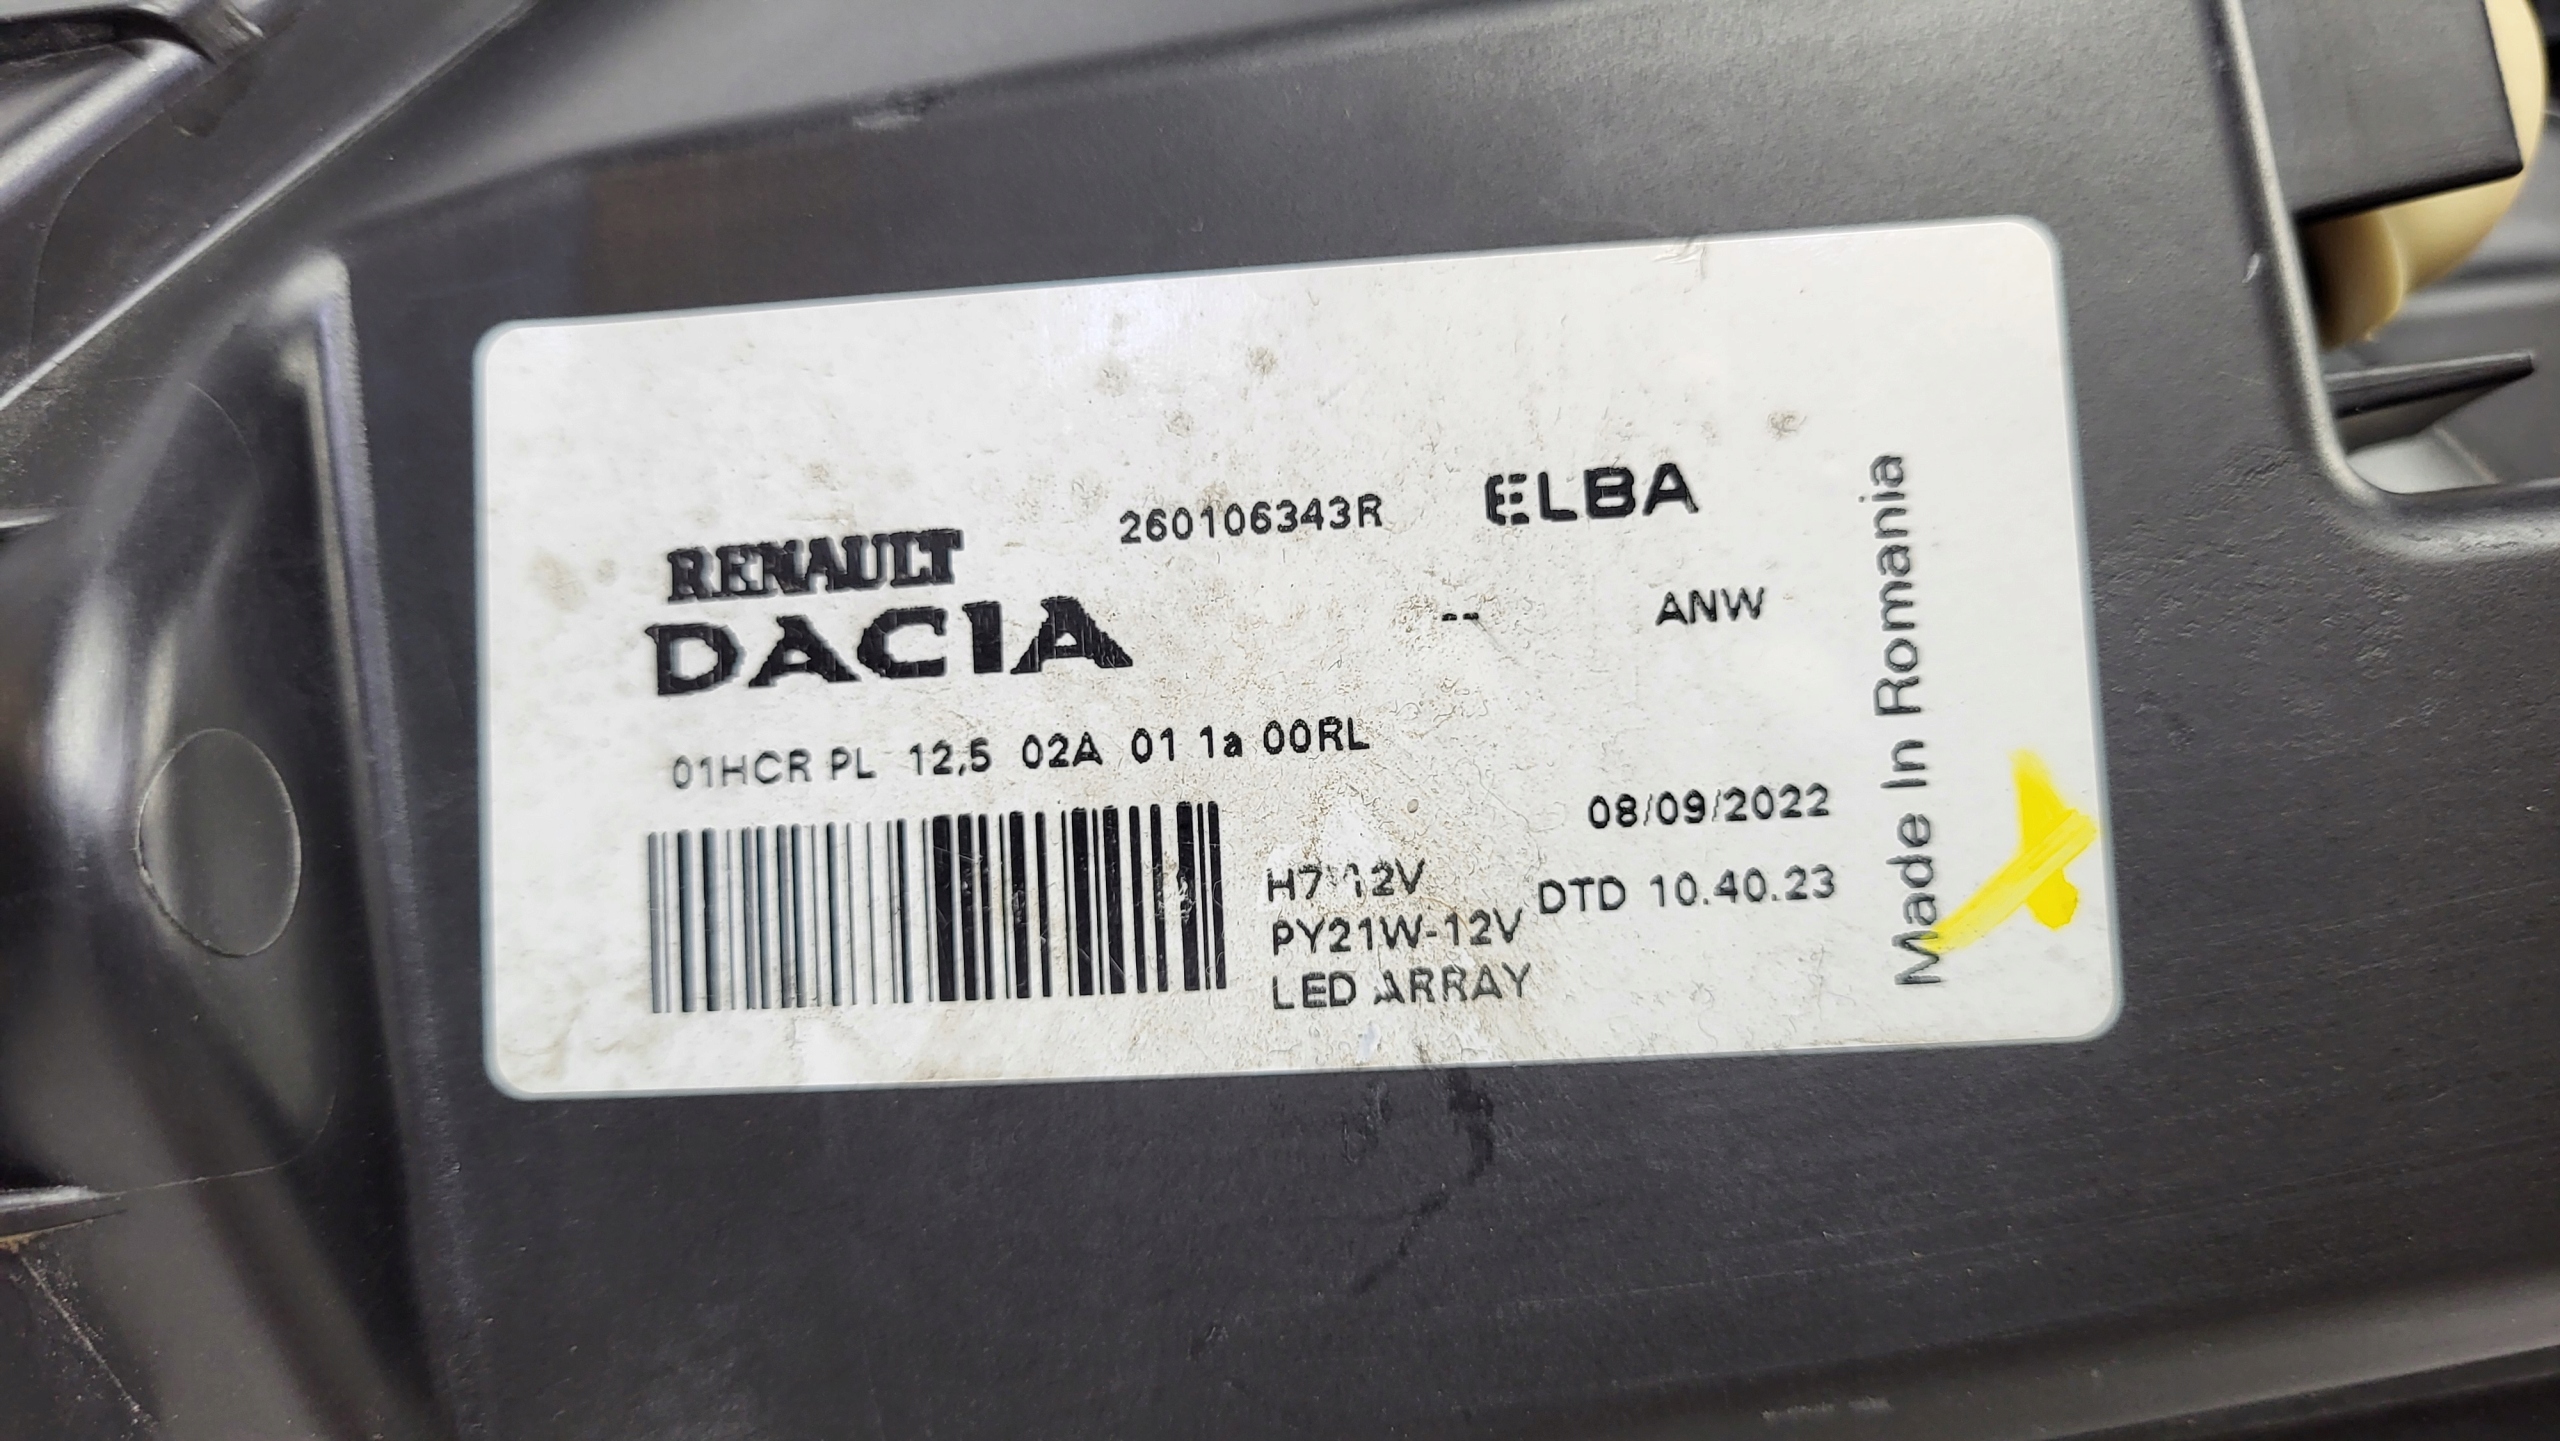 260106343R ELBA
RENAULT
DACIA
-- ANW
01HCR PL 12,5 02A 01 1a 00RL
08/09/2022
H7 12V
DTD 10.40.23
PY21W-12V
LED ARRAY
Made In Romania